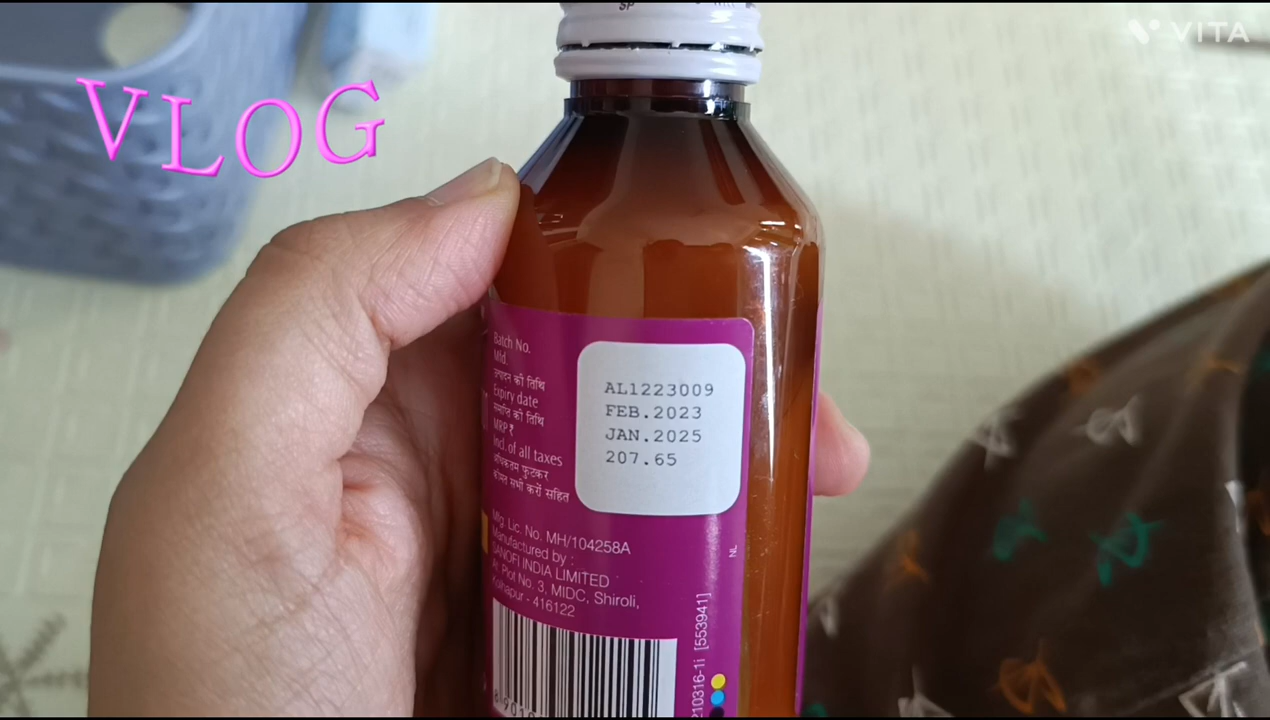 VITA
VLOG
Batch No.
Mfd.
उत्पादन की तिथि
Expiry date
समाप्ति की तिथि
MRP ₹
Incl. of all taxes
अधिकतम फुटकर
कीमत सभी करों सहित
AL1223009
FEB.2023
JAN.2025
207.65
Mfg. Lic. No. MH/104258A
Manufactured by :
SANOFI INDIA LIMITED
At. Plot No. 3, MIDC, Shiroli,
Kolhapur - 416122
NL
[553941]